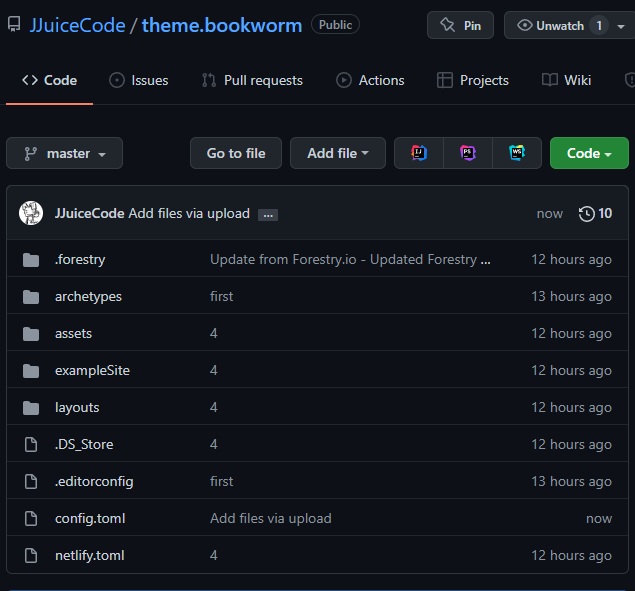 JJuiceCode / theme.bookworm Public Pin Unwatch 1
Code Issues Pull requests Actions Projects Wiki
master Go to file Add file IJ PS WS Code
JJuiceCode Add files via upload ... now 10
.forestry Update from Forestry.io - Updated Forestry ... 12 hours ago
archetypes first 13 hours ago
assets 4 12 hours ago
exampleSite 4 12 hours ago
layouts 4 12 hours ago
.DS_Store 4 12 hours ago
.editorconfig first 13 hours ago
config.toml Add files via upload now
netlify.toml 4 12 hours ago